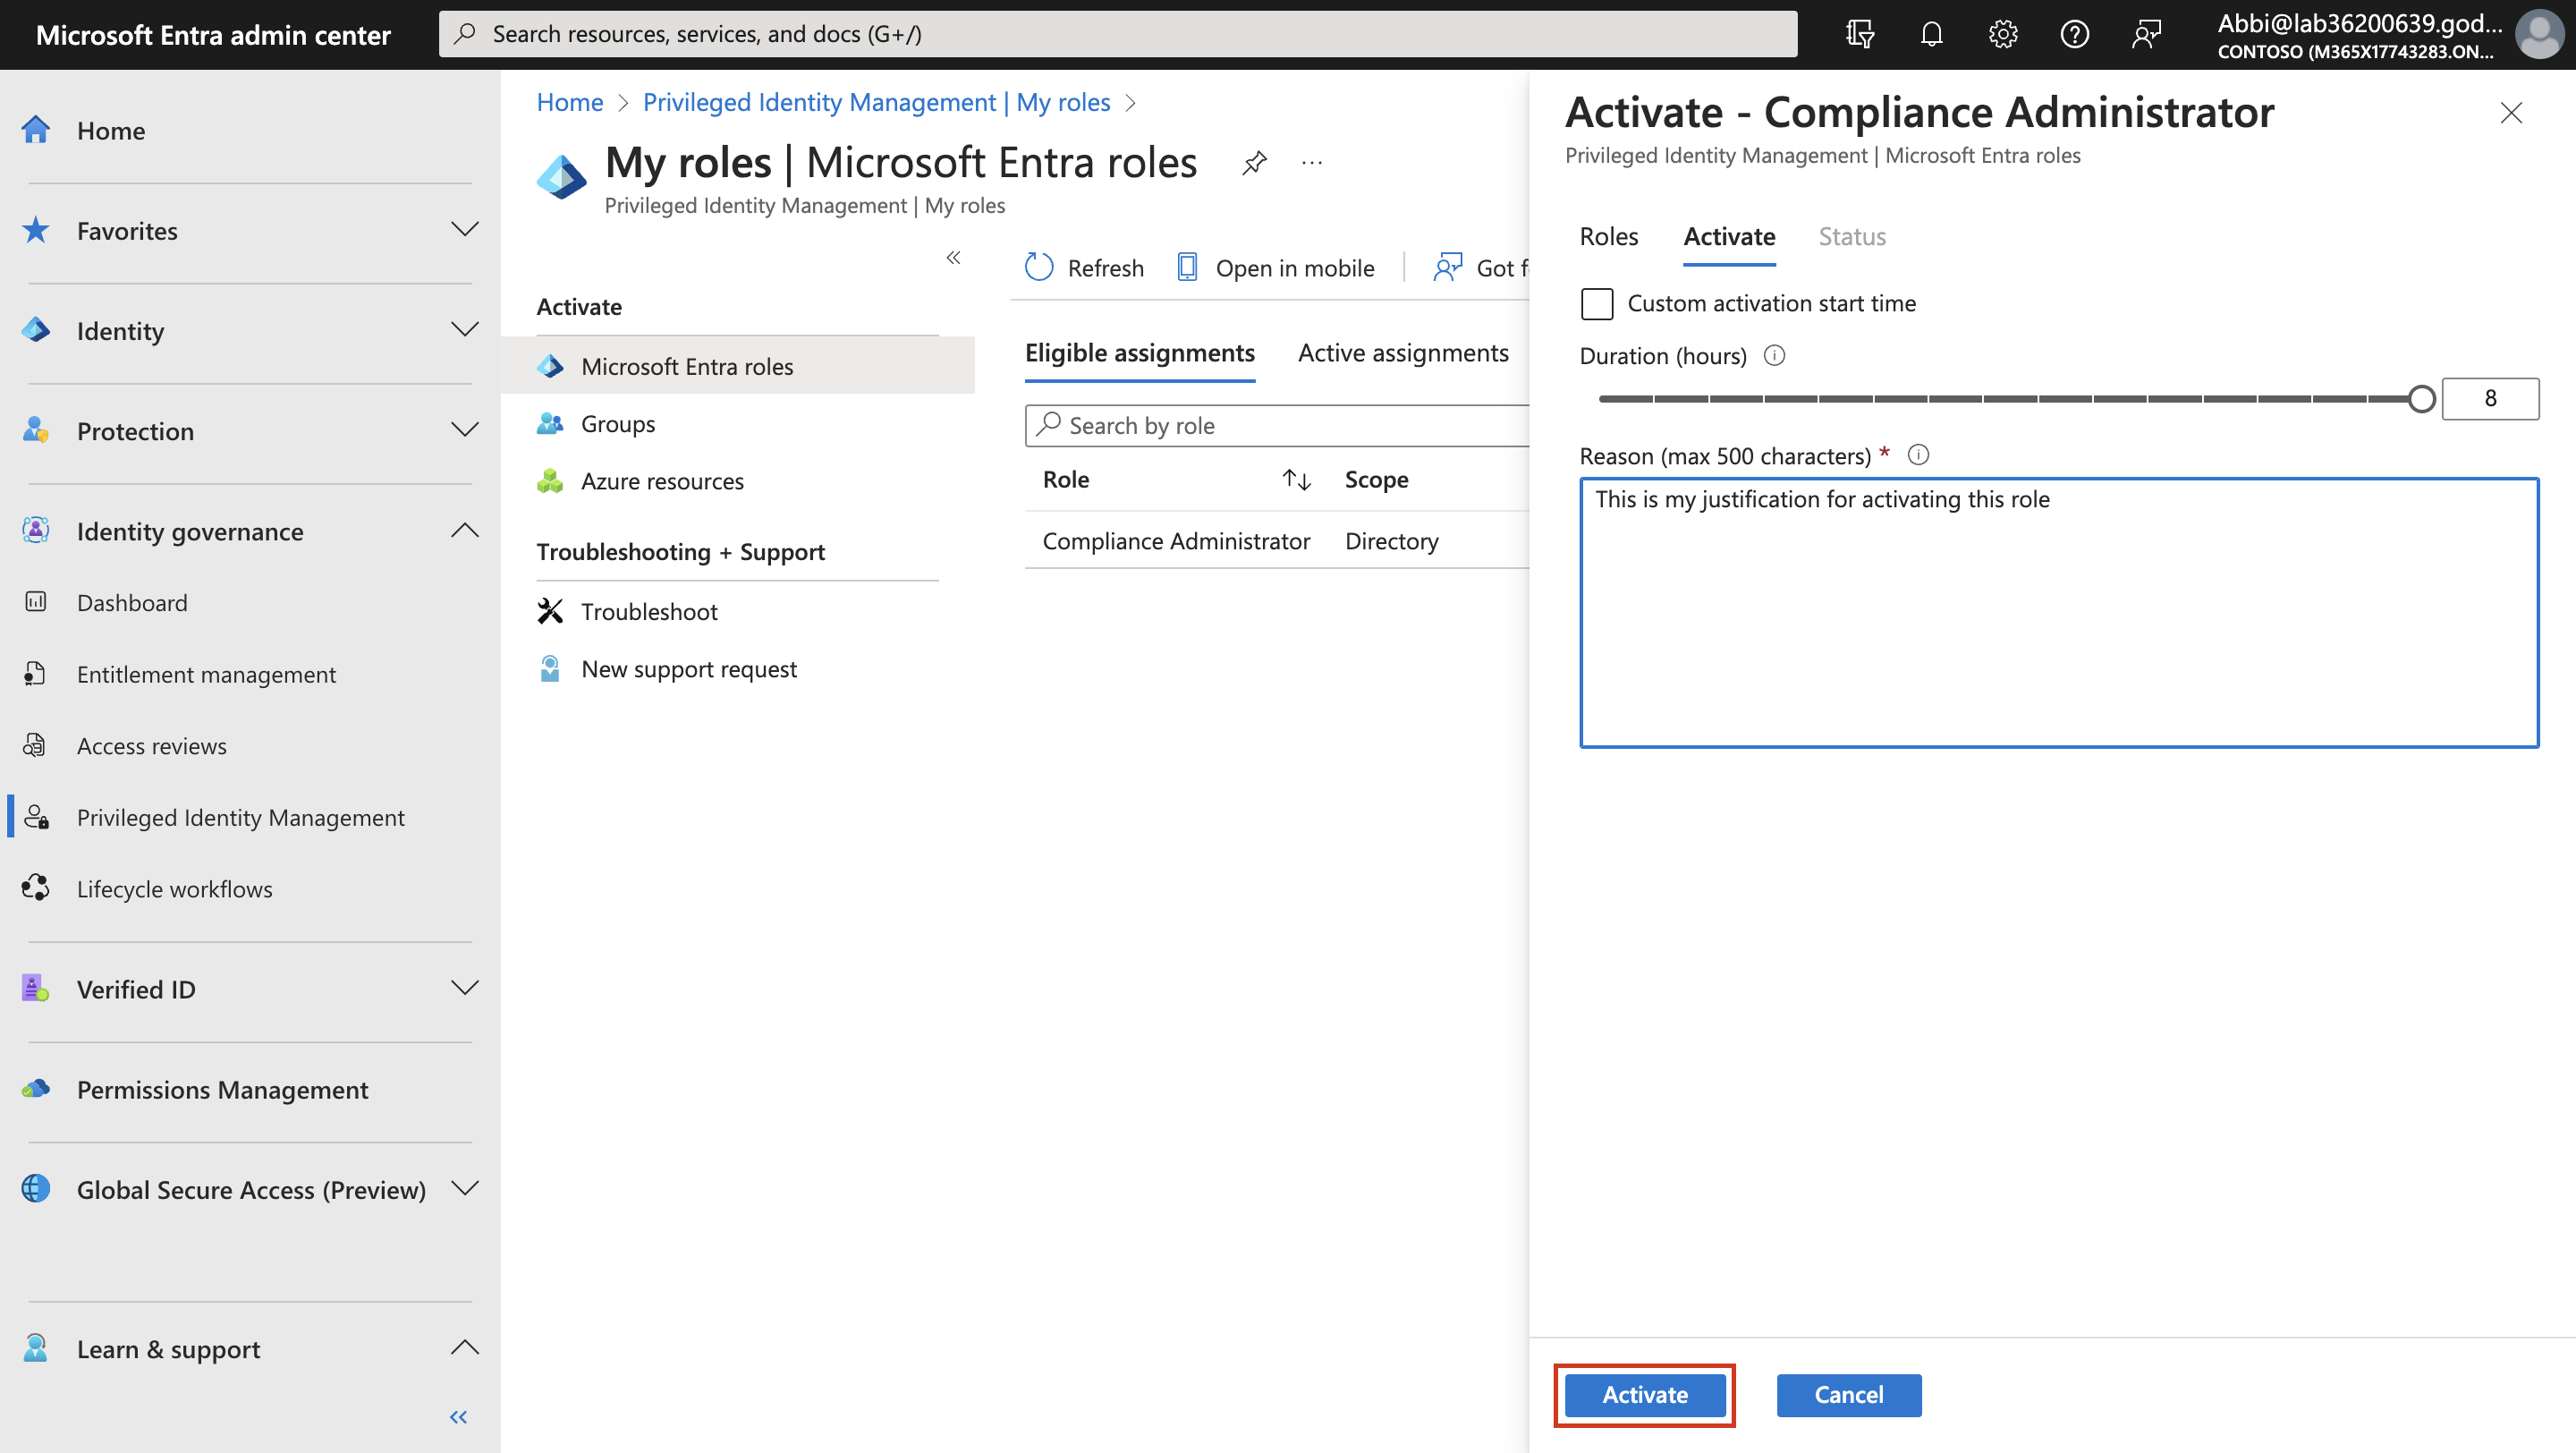 Microsoft Entra admin center
Search resources, services, and docs (G+/)
Abbi@lab36200639.god...
CONTOSO (M365X17743283.ON...
Home
Favorites
Identity
Protection
Identity governance
Dashboard
Entitlement management
Access reviews
Privileged Identity Management
Lifecycle workflows
Verified ID
Permissions Management
Global Secure Access (Preview)
Learn & support
Home > Privileged Identity Management | My roles >
My roles | Microsoft Entra roles
Privileged Identity Management | My roles
Activate
Microsoft Entra roles
Groups
Azure resources
Troubleshooting + Support
Troubleshoot
New support request
Refresh
Open in mobile
Got f
Eligible assignments
Active assignments
Search by role
Role
Scope
Compliance Administrator
Directory
Activate - Compliance Administrator
Privileged Identity Management | Microsoft Entra roles
Roles
Activate
Status
Custom activation start time
Duration (hours)
8
Reason (max 500 characters) *
This is my justification for activating this role
Activate
Cancel